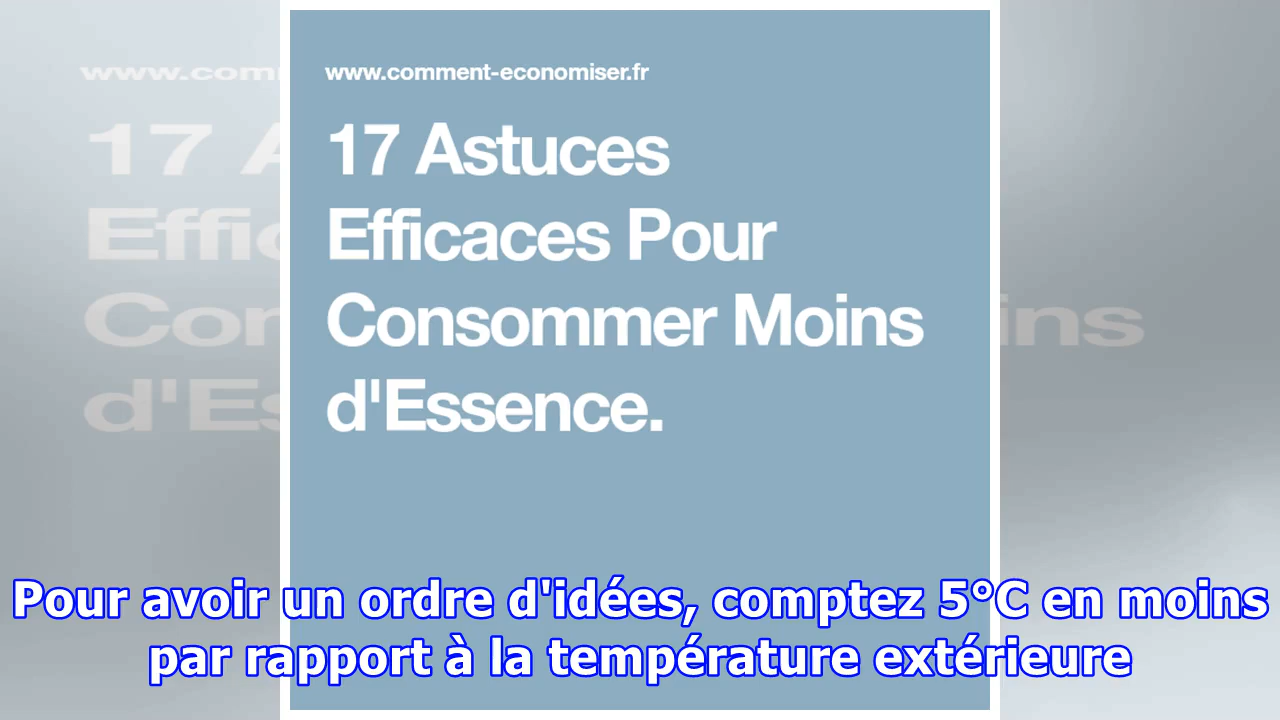 www.comment-economiser.fr
17 Astuces
Efficaces Pour
Consommer Moins
d'Essence.
Pour avoir un ordre d'idées, comptez 5°C en moins
par rapport à la température extérieure